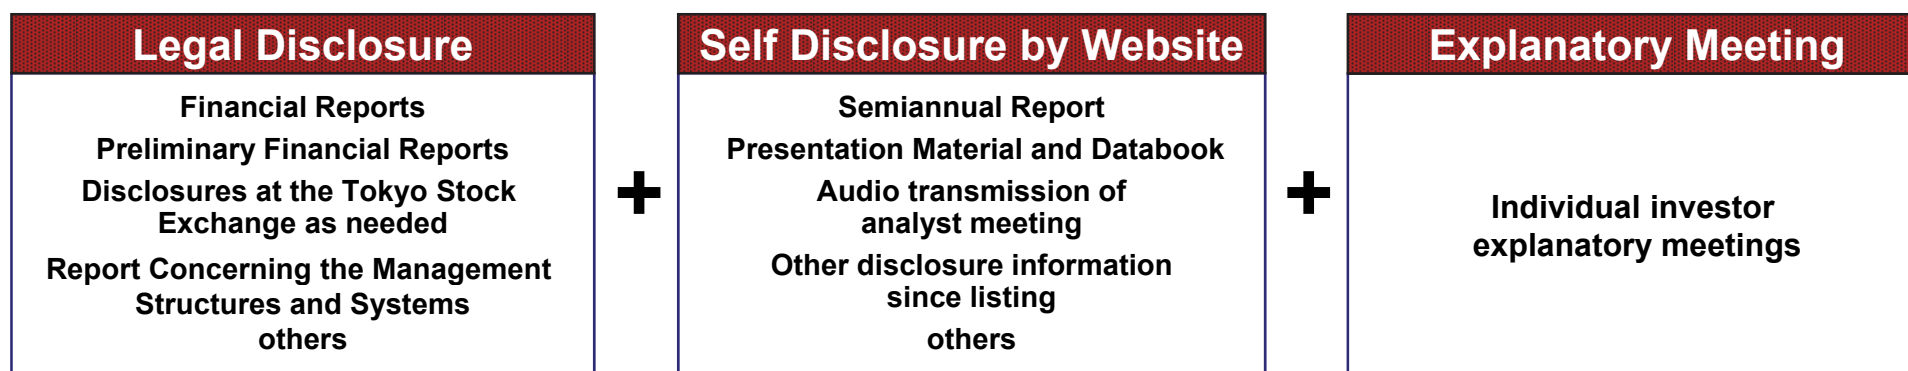 Legal Disclosure
Financial Reports
Preliminary Financial Reports
Disclosures at the Tokyo Stock
Exchange as needed
Report Concerning the Management
Structures and Systems
others
+
Self Disclosure by Website
Semiannual Report
Presentation Material and Databook
Audio transmission of
analyst meeting
Other disclosure information
since listing
others
+
Explanatory Meeting
Individual investor
explanatory meetings